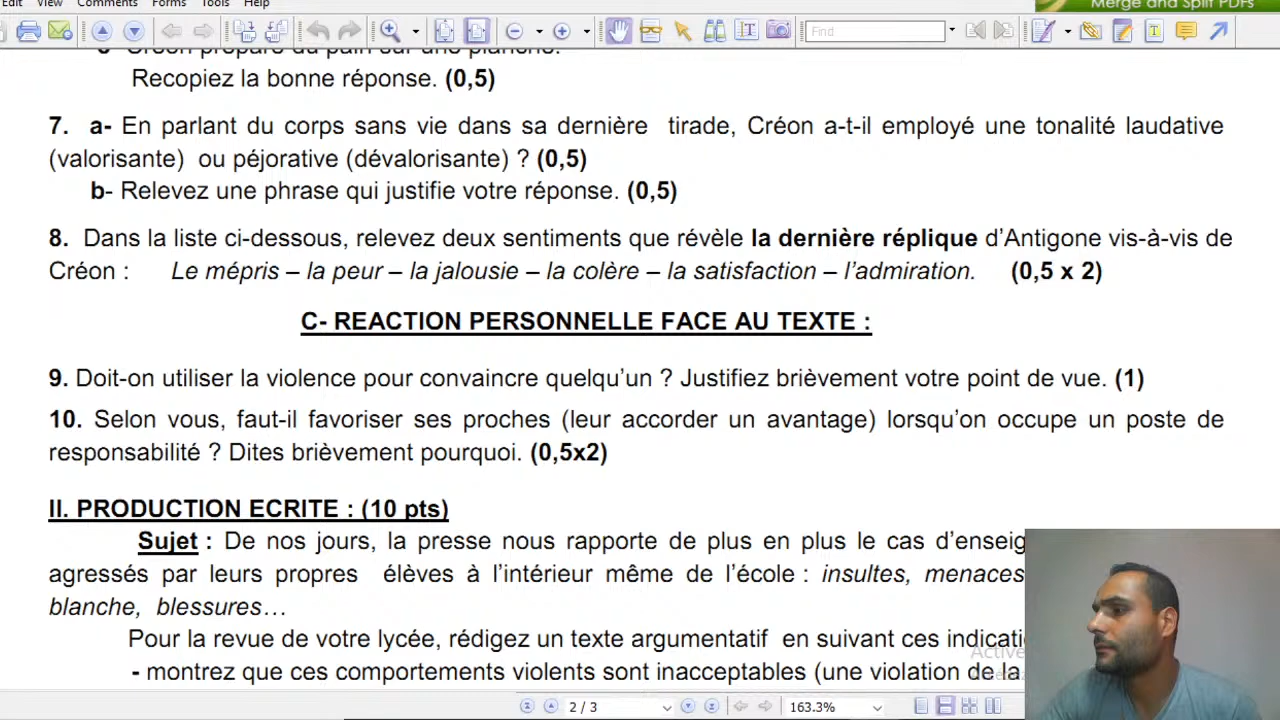 Edit View Comments Forms Tools Help
Merge and Split PDFs
Find
Créon prépare du pain sur une planche.
Recopiez la bonne réponse. (0,5)
7. a- En parlant du corps sans vie dans sa dernière tirade, Créon a-t-il employé une tonalité laudative
(valorisante) ou péjorative (dévalorisante) ? (0,5)
b- Relevez une phrase qui justifie votre réponse. (0,5)
8. Dans la liste ci-dessous, relevez deux sentiments que révèle la dernière réplique d’Antigone vis-à-vis de
Créon : Le mépris – la peur – la jalousie – la colère – la satisfaction – l’admiration. (0,5 x 2)
C- REACTION PERSONNELLE FACE AU TEXTE :
9. Doit-on utiliser la violence pour convaincre quelqu’un ? Justifiez brièvement votre point de vue. (1)
10. Selon vous, faut-il favoriser ses proches (leur accorder un avantage) lorsqu’on occupe un poste de
responsabilité ? Dites brièvement pourquoi. (0,5x2)
II. PRODUCTION ECRITE : (10 pts)
Sujet : De nos jours, la presse nous rapporte de plus en plus le cas d’enseig
agressés par leurs propres élèves à l’intérieur même de l’école : insultes, menaces
blanche, blessures…
Pour la revue de votre lycée, rédigez un texte argumentatif en suivant ces indicati
- montrez que ces comportements violents sont inacceptables (une violation de la
2 / 3
163.3%